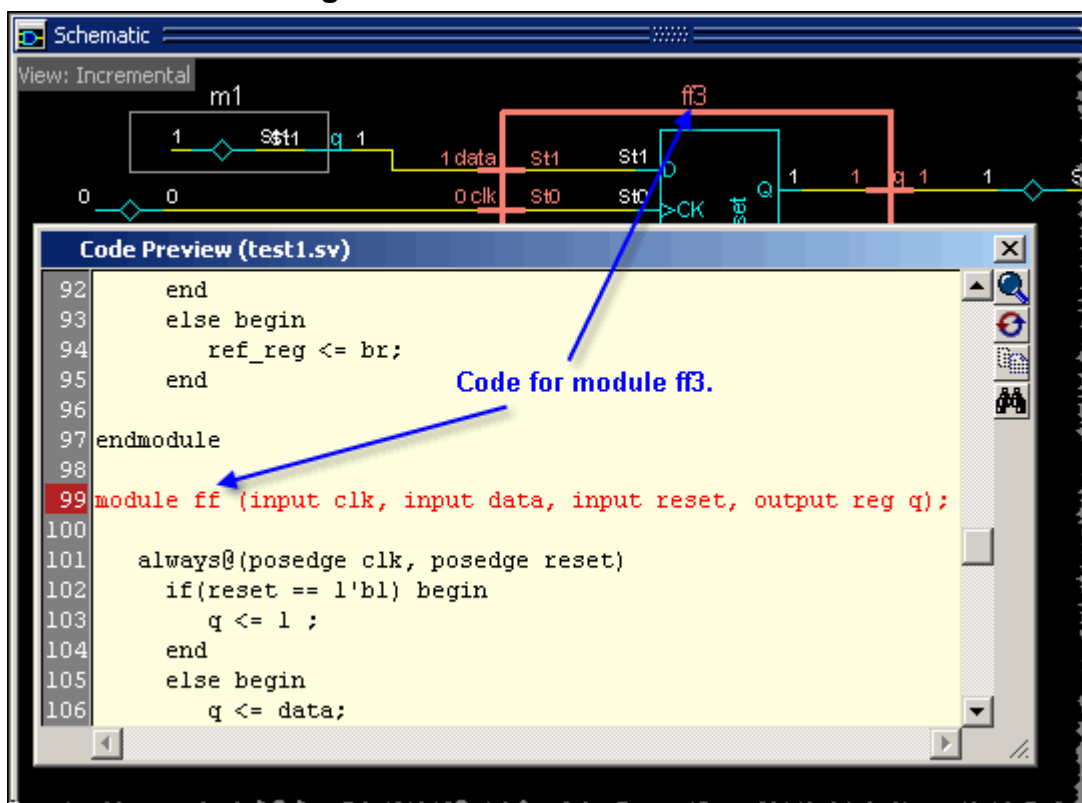 Schematic
View: Incremental
m1
ff3
1 St1 q 1
1 data St1 St1 D
Q 1 1 q 1 1
0 0 0 clk St0 St0 >CK set
Code Preview (test1.sv)
92 end
93 else begin
94 ref_reg <= br;
95 end
Code for module ff3.
96
97 endmodule
98
99 module ff (input clk, input data, input reset, output reg q);
100
101 always@(posedge clk, posedge reset)
102 if(reset == 1'b1) begin
103 q <= 1 ;
104 end
105 else begin
106 q <= data;